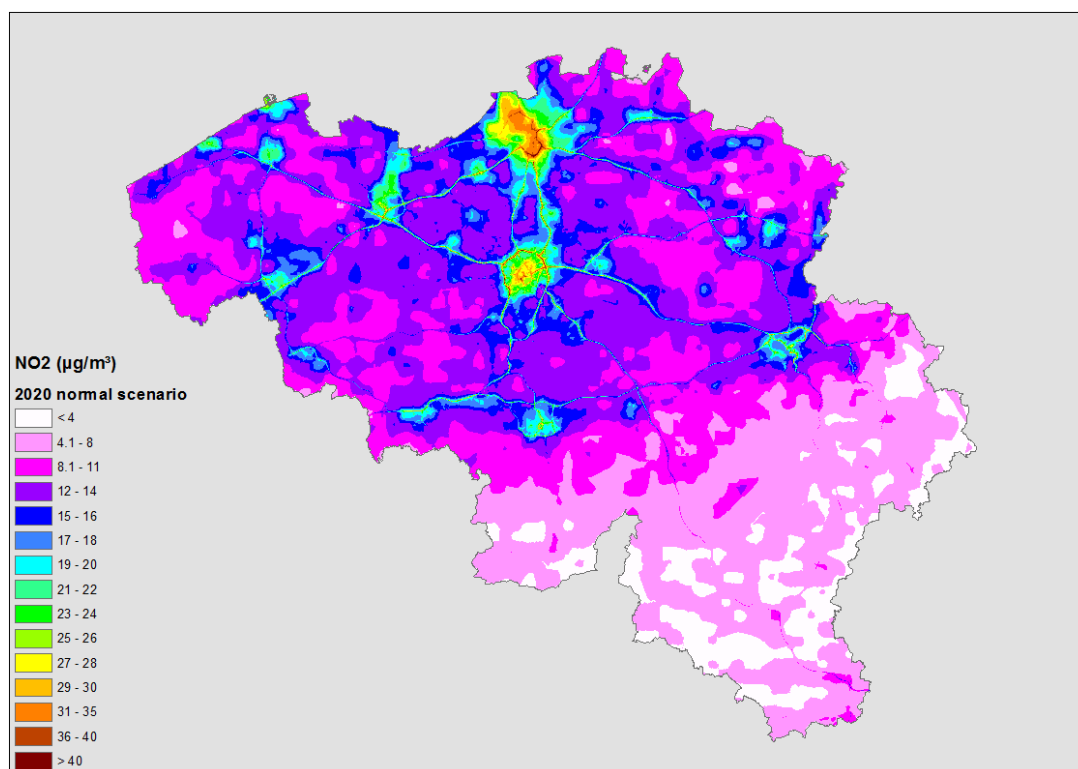 NO2 (µg/m³)
2020 normal scenario
< 4
4.1 - 8
8.1 - 11
12 - 14
15 - 16
17 - 18
19 - 20
21 - 22
23 - 24
25 - 26
27 - 28
29 - 30
31 - 35
36 - 40
> 40